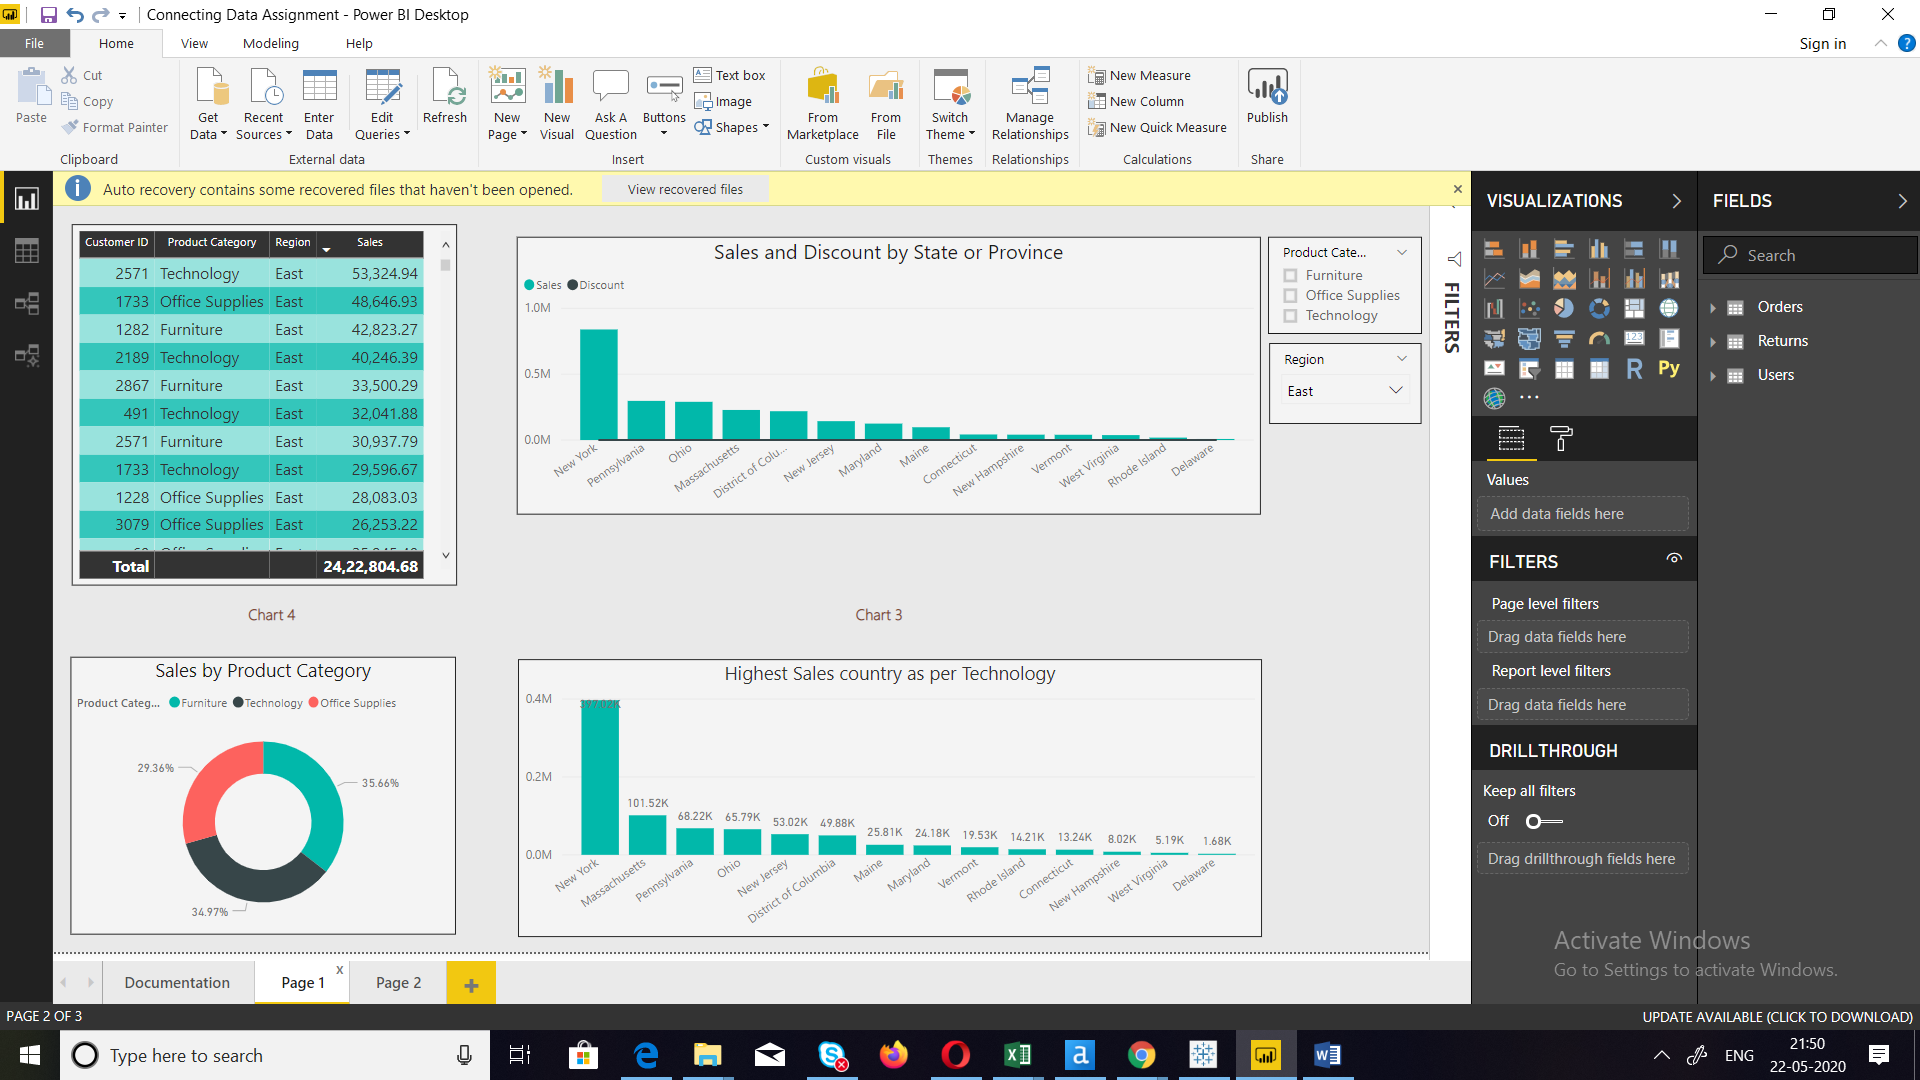 Connecting Data Assignment - Power BI Desktop
File Home View Modeling Help
Sign in
Paste
Cut
Copy
Format Painter
Clipboard
Get Data
Recent Sources
Enter Data
Edit Queries
Refresh
External data
New Page
New Visual
Ask A Question
Buttons
Text box
Image
Shapes
Insert
From Marketplace
From File
Custom visuals
Switch Theme
Themes
Manage Relationships
Relationships
New Measure
New Column
New Quick Measure
Calculations
Publish
Share
Auto recovery contains some recovered files that haven't been opened.
View recovered files
Customer ID Product Category Region Sales
2571 Technology East 53,324.94
1733 Office Supplies East 48,646.93
1282 Furniture East 42,823.27
2189 Technology East 40,246.39
2867 Furniture East 33,500.29
491 Technology East 32,041.88
2571 Furniture East 30,937.79
1733 Technology East 29,596.67
1228 Office Supplies East 28,083.03
3079 Office Supplies East 26,253.22
Total 24,22,804.68
Chart 4
Sales and Discount by State or Province
Sales Discount
1.0M
0.5M
0.0M
New York
Pennsylvania
Ohio
Massachusetts
District of Colu...
New Jersey
Maryland
Maine
Connecticut
New Hampshire
Vermont
West Virginia
Rhode Island
Delaware
Chart 3
Product Cate...
Furniture
Office Supplies
Technology
Region
East
FILTERS
Sales by Product Category
Product Categ... Furniture Technology Office Supplies
29.36%
35.66%
34.97%
Highest Sales country as per Technology
0.4M
0.2M
0.0M
399.02K
101.52K
68.22K
65.79K
53.02K
49.88K
25.81K
24.18K
19.53K
14.21K
13.24K
8.02K
5.19K
1.68K
New York
Massachusetts
Pennsylvania
Ohio
New Jersey
District of Columbia
Maine
Maryland
Vermont
Rhode Island
Connecticut
New Hampshire
West Virginia
Delaware
VISUALIZATIONS
R
Py
123
Values
Add data fields here
FILTERS
Page level filters
Drag data fields here
Report level filters
Drag data fields here
DRILLTHROUGH
Keep all filters
Off
Drag drillthrough fields here
FIELDS
Search
Orders
Returns
Users
Activate Windows
Go to Settings to activate Windows.
Documentation
Page 1
x
Page 2
PAGE 2 OF 3
UPDATE AVAILABLE (CLICK TO DOWNLOAD)
Type here to search
ENG
21:50
22-05-2020